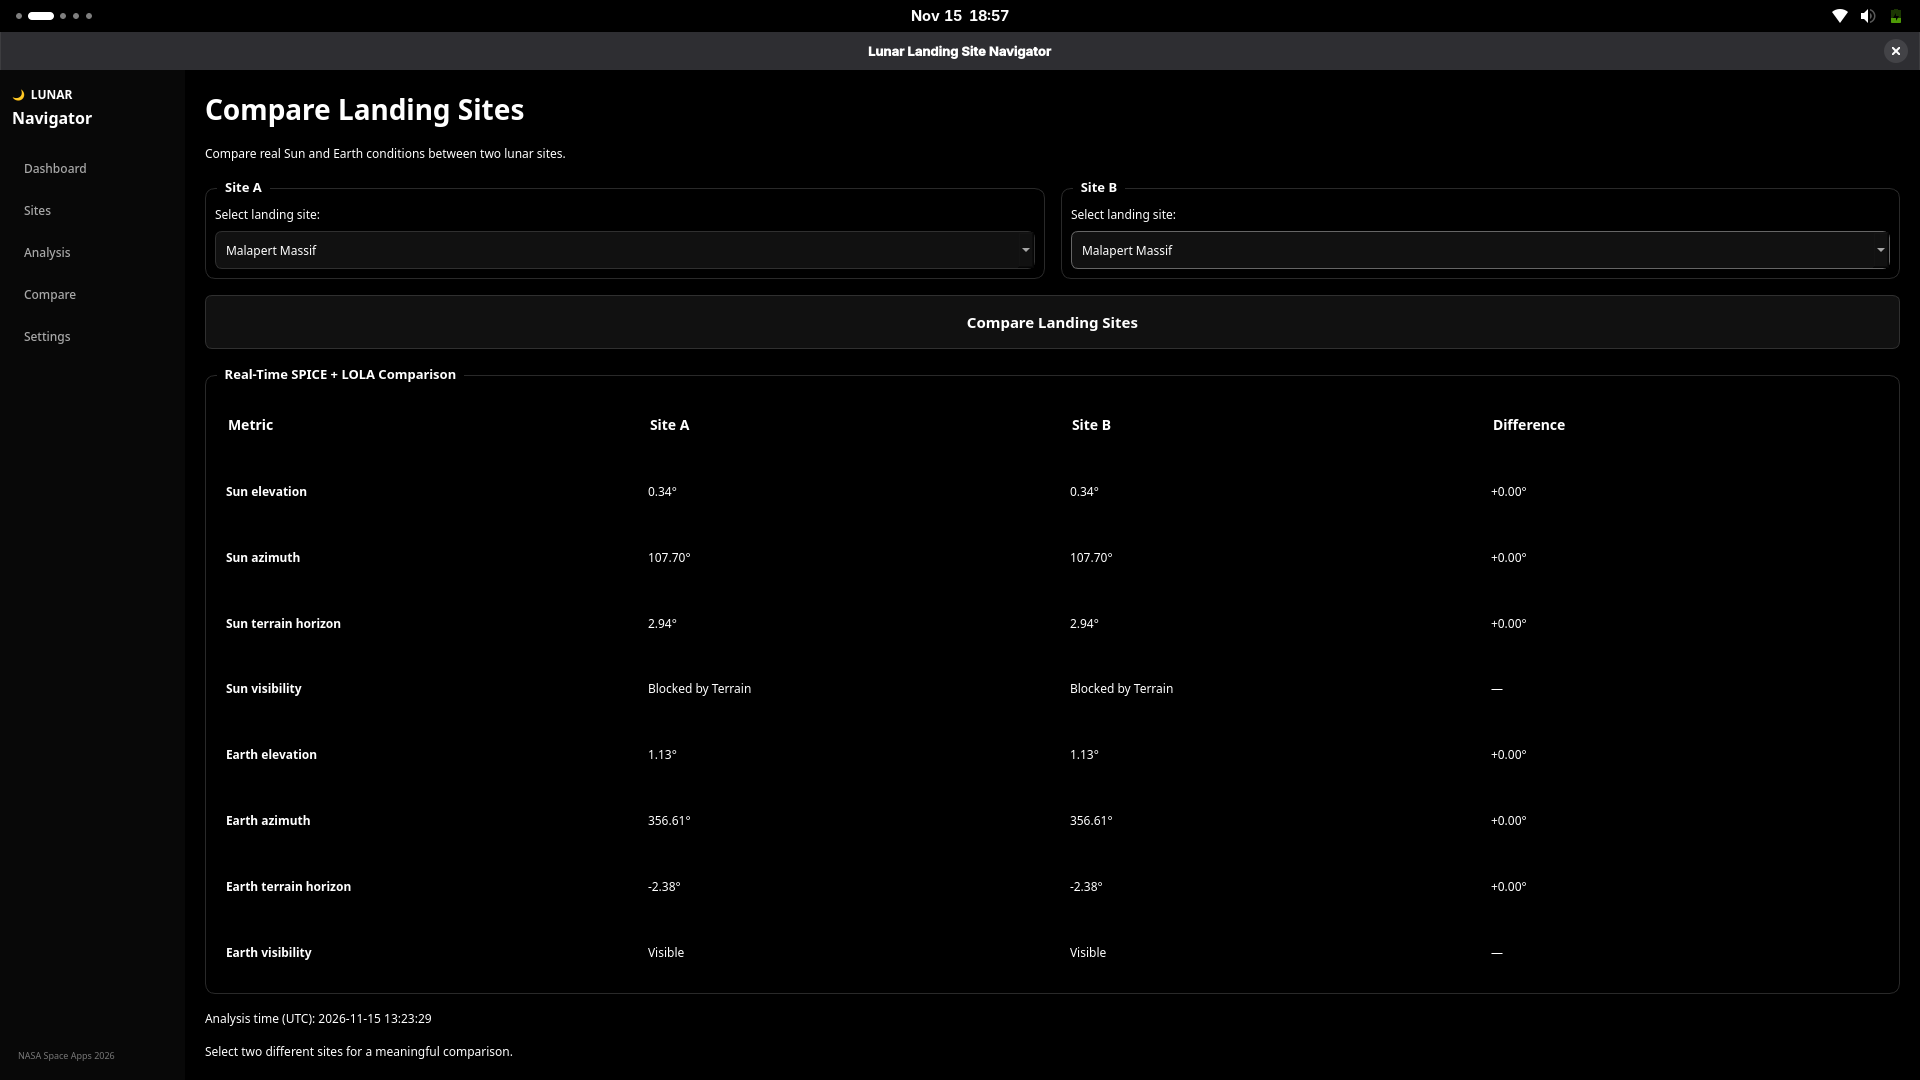 Nov 15 18:57
Lunar Landing Site Navigator
🌙 LUNAR
Navigator
Dashboard
Sites
Analysis
Compare
Settings
NASA Space Apps 2026
Compare Landing Sites
Compare real Sun and Earth conditions between two lunar sites.
Site A
Select landing site:
Malapert Massif
Site B
Select landing site:
Malapert Massif
Compare Landing Sites
Real-Time SPICE + LOLA Comparison
Metric Site A Site B Difference
Sun elevation 0.34° 0.34° +0.00°
Sun azimuth 107.70° 107.70° +0.00°
Sun terrain horizon 2.94° 2.94° +0.00°
Sun visibility Blocked by Terrain Blocked by Terrain —
Earth elevation 1.13° 1.13° +0.00°
Earth azimuth 356.61° 356.61° +0.00°
Earth terrain horizon -2.38° -2.38° +0.00°
Earth visibility Visible Visible —
Analysis time (UTC): 2026-11-15 13:23:29
Select two different sites for a meaningful comparison.